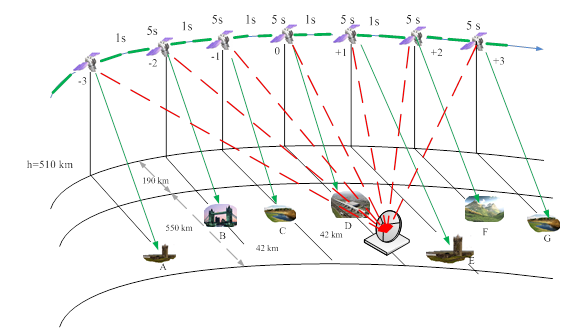 1s 5s 1s 5s 1s 5 s 1s 5 s 1s 5 s 5 s
-3 -2 -1 0 +1 +2 +3
h=510 km
190 km
550 km
42 km 42 km
A B C D E F G